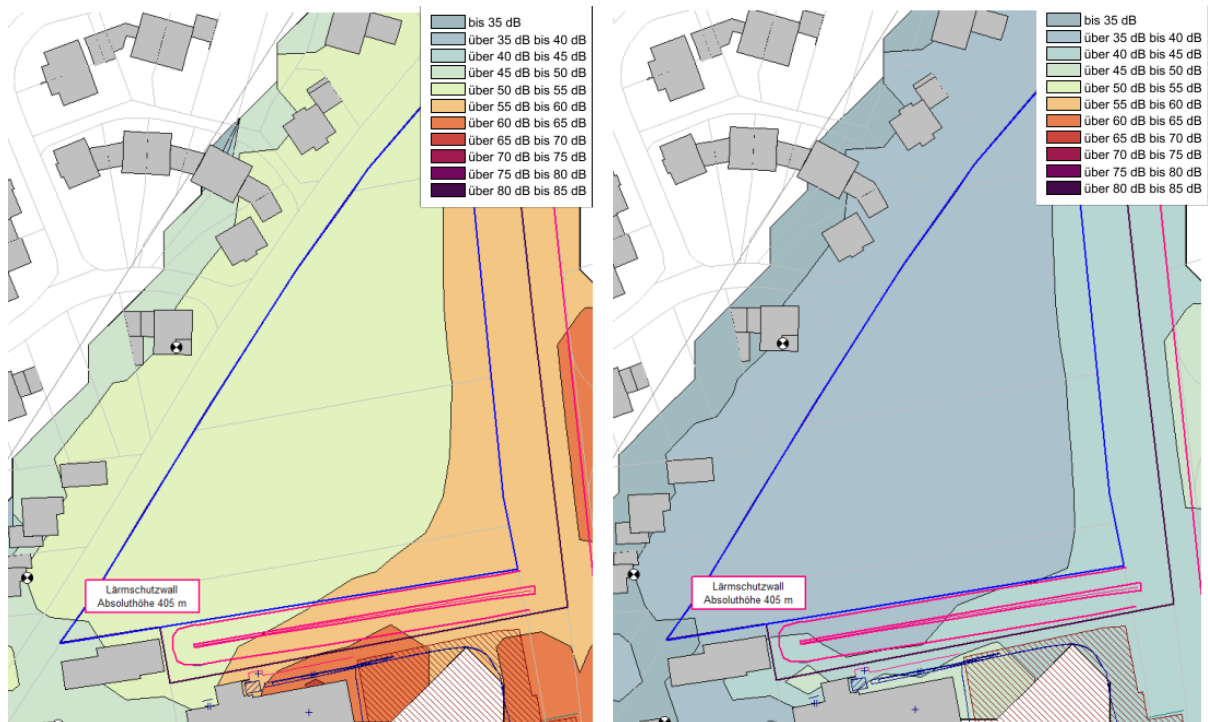 bis 35 dB
über 35 dB bis 40 dB
über 40 dB bis 45 dB
über 45 dB bis 50 dB
über 50 dB bis 55 dB
über 55 dB bis 60 dB
über 60 dB bis 65 dB
über 65 dB bis 70 dB
über 70 dB bis 75 dB
über 75 dB bis 80 dB
über 80 dB bis 85 dB
Lärmschutzwall
Absoluthöhe 405 m
bis 35 dB
über 35 dB bis 40 dB
über 40 dB bis 45 dB
über 45 dB bis 50 dB
über 50 dB bis 55 dB
über 55 dB bis 60 dB
über 60 dB bis 65 dB
über 65 dB bis 70 dB
über 70 dB bis 75 dB
über 75 dB bis 80 dB
über 80 dB bis 85 dB
Lärmschutzwall
Absoluthöhe 405 m